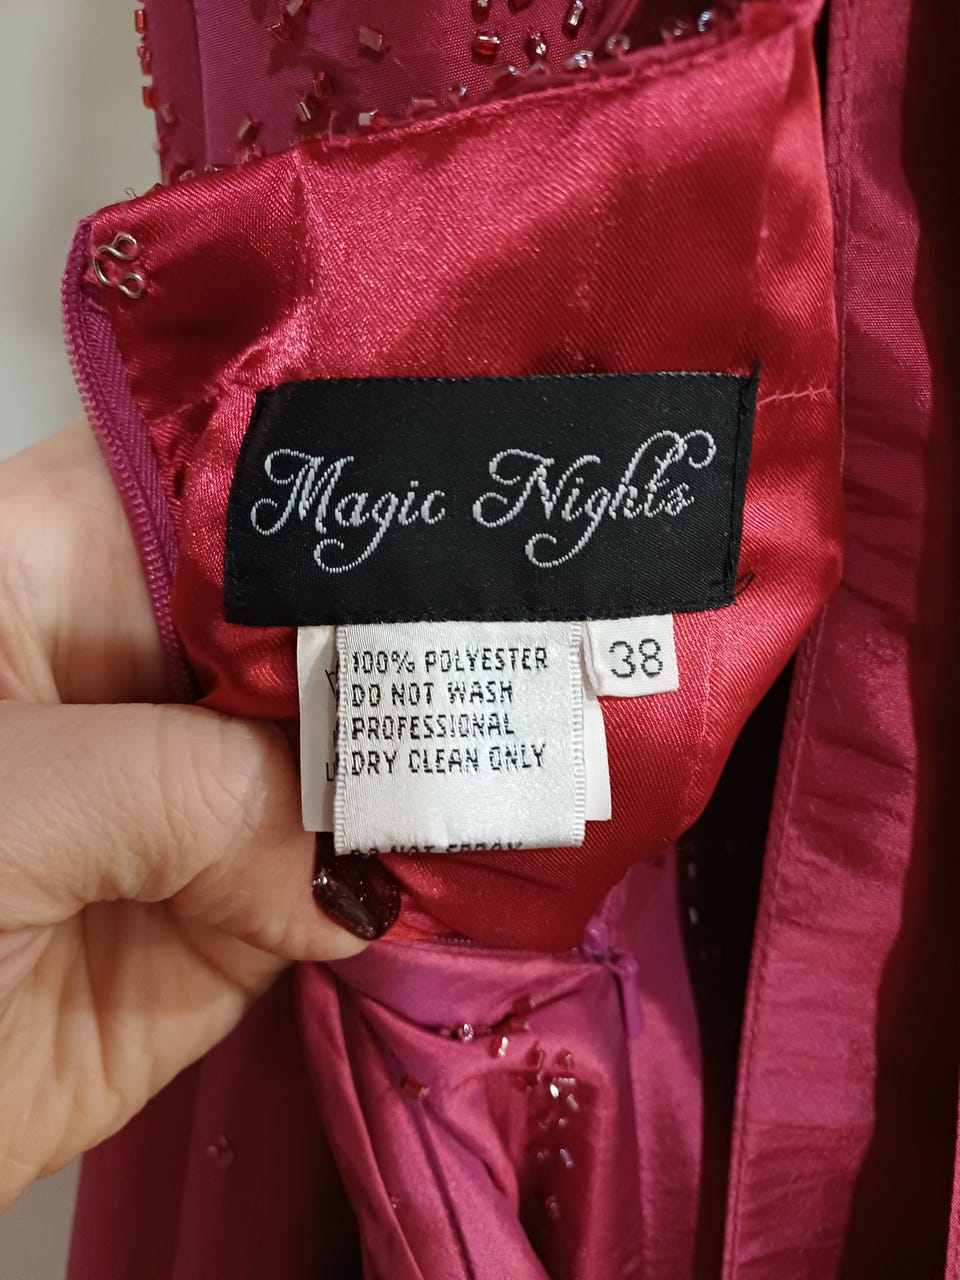 Magic Nights
38
100% POLYESTER
DO NOT WASH
PROFESSIONAL
DRY CLEAN ONLY